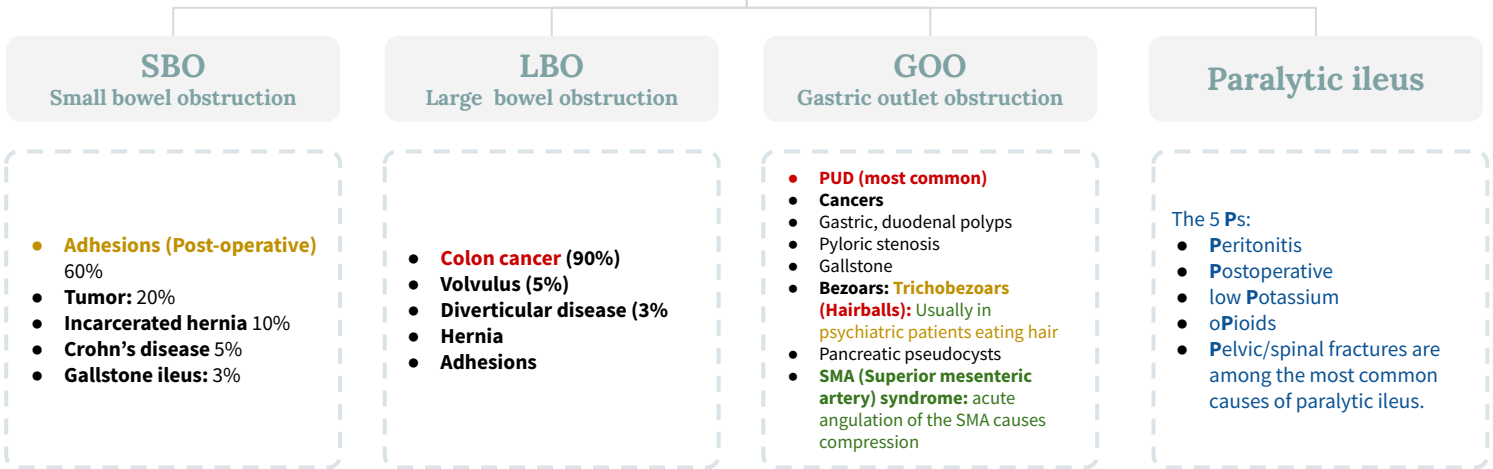 SBO
Small bowel obstruction
● Adhesions (Post-operative)
60%
● Tumor: 20%
● Incarcerated hernia 10%
● Crohn’s disease 5%
● Gallstone ileus: 3%
LBO
Large bowel obstruction
● Colon cancer (90%)
● Volvulus (5%)
● Diverticular disease (3%
● Hernia
● Adhesions
GOO
Gastric outlet obstruction
● PUD (most common)
● Cancers
● Gastric, duodenal polyps
● Pyloric stenosis
● Gallstone
● Bezoars: Trichobezoars
(Hairballs): Usually in
psychiatric patients eating hair
● Pancreatic pseudocysts
● SMA (Superior mesenteric
artery) syndrome: acute
angulation of the SMA causes
compression
Paralytic ileus
The 5 Ps:
● Peritonitis
● Postoperative
● low Potassium
● oPioids
● Pelvic/spinal fractures are
among the most common
causes of paralytic ileus.